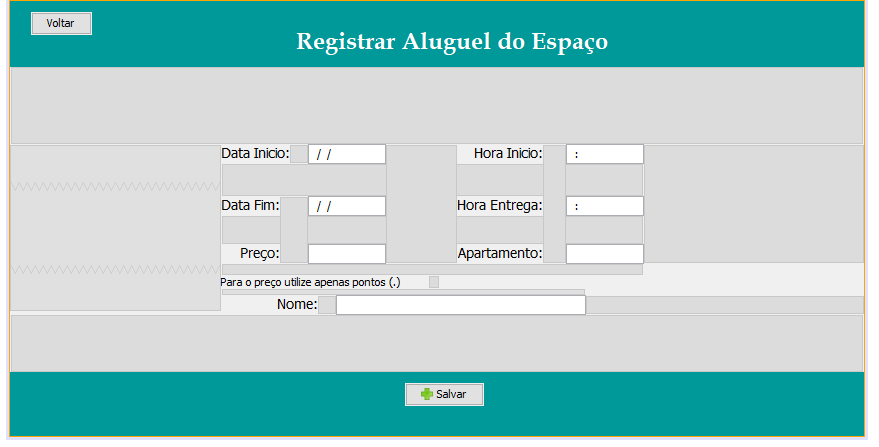 Voltar
Registrar Aluguel do Espaço
Data Inicio: / / Hora Inicio: :
Data Fim: / / Hora Entrega: :
Preço: Apartamento:
Para o preço utilize apenas pontos (.)
Nome:
Salvar